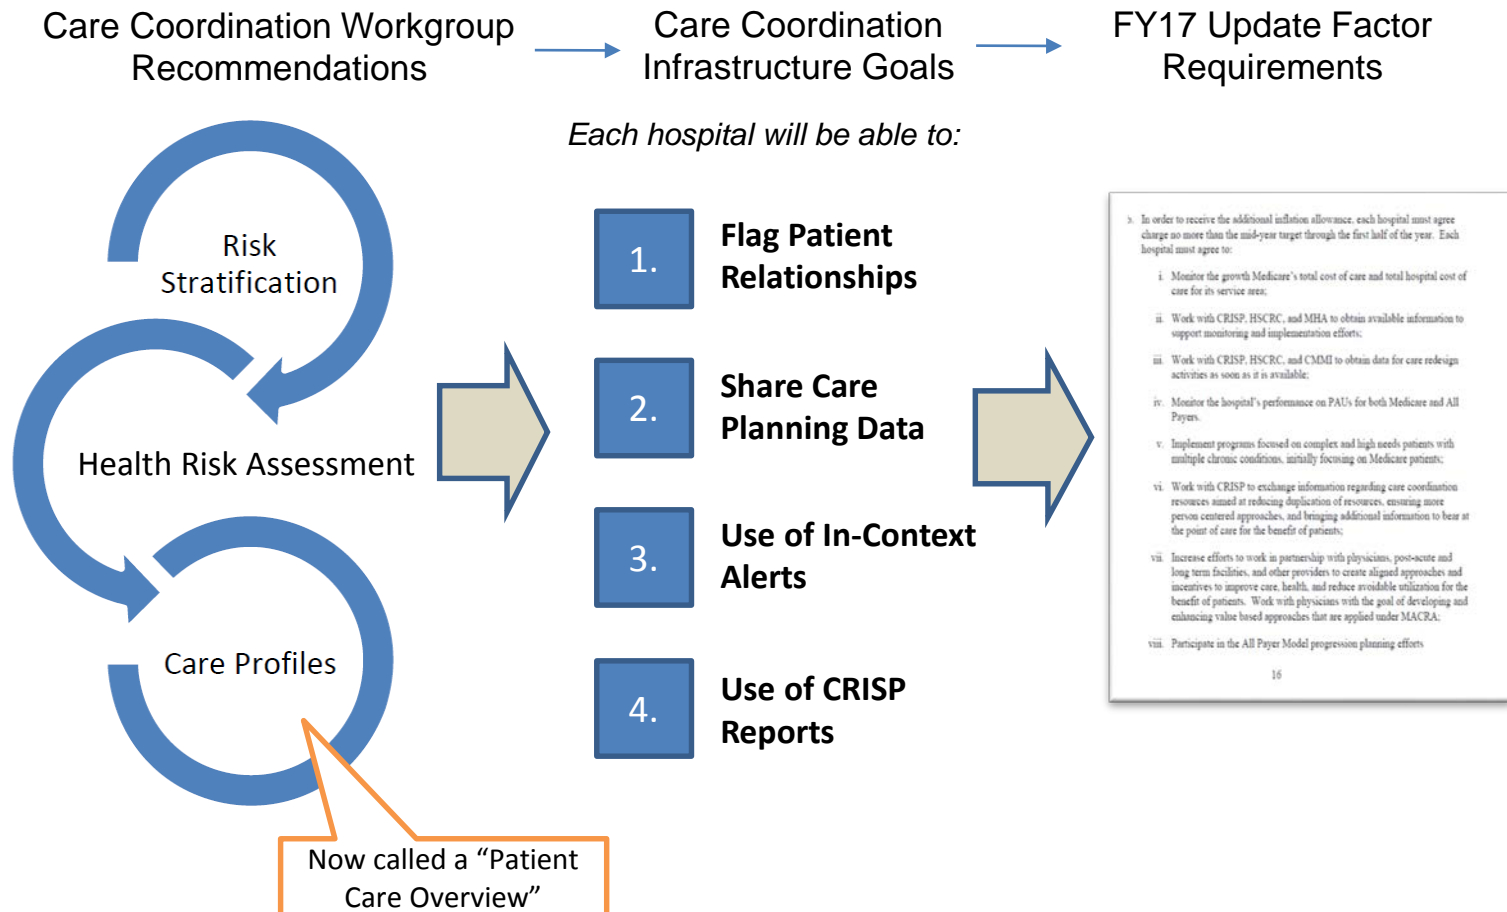 Care Coordination Workgroup
Recommendations
Care Coordination
Infrastructure Goals
FY17 Update Factor
Requirements
Each hospital will be able to:
Risk
Stratification
Health Risk Assessment
Care Profiles
Now called a “Patient
Care Overview”
1.
Flag Patient
Relationships
2.
Share Care
Planning Data
3.
Use of In-Context
Alerts
4.
Use of CRISP
Reports
In order to receive the additional inflation allowance, each hospital must agree
charge no more than the mid-year target through the first half of the year. Each
hospital must agree to:
i. Monitor the growth Medicare’s total cost of care and total hospital cost of
care for its service area;
ii. Work with CRISP, HSCRC, and MHA to obtain available information to
support monitoring and implementation efforts;
iii. Work with CRISP, HSCRC, and CMMI to obtain data for care redesign
activities as soon as it is available;
iv. Monitor the hospital’s performance on PAUs for both Medicare and All
Payers.
v. Implement programs focused on complex and high needs patients with
multiple chronic conditions, initially focusing on Medicare patients;
vi. Work with CRISP to exchange information regarding care coordination
resources aimed at reducing duplication of resources, ensuring more
person centered approaches, and bringing additional information to bear at
the point of care for the benefit of patients;
vii. Increase efforts to work in partnership with physicians, post-acute and
long term facilities, and other providers to create aligned approaches and
incentives to improve care, health, and reduce avoidable utilization for the
benefit of patients. Work with physicians with the goal of developing and
enhancing value based approaches that are applied under MACRA;
viii. Participate in the All Payer Model progression planning efforts
16